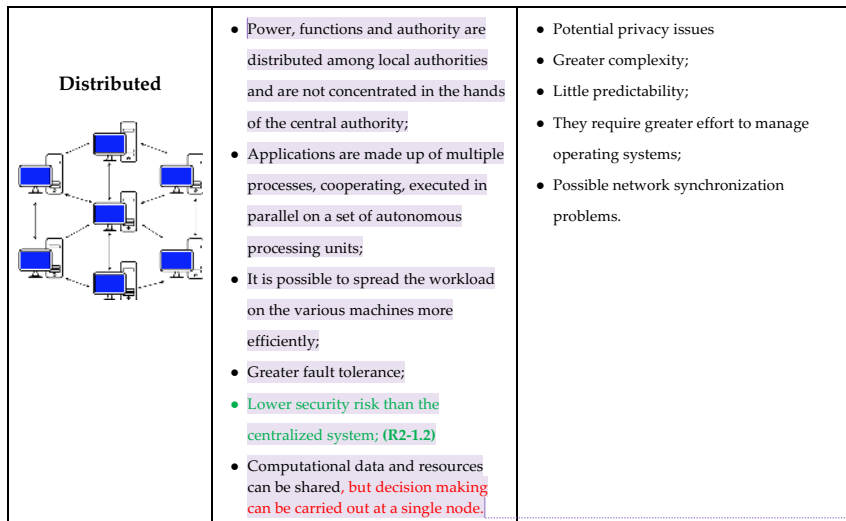 Distributed
● Power, functions and authority are
distributed among local authorities
and are not concentrated in the hands
of the central authority;
● Applications are made up of multiple
processes, cooperating, executed in
parallel on a set of autonomous
processing units;
● It is possible to spread the workload
on the various machines more
efficiently;
● Greater fault tolerance;
● Lower security risk than the
centralized system; (R2-1.2)
● Computational data and resources
can be shared, but decision making
can be carried out at a single node.
● Potential privacy issues
● Greater complexity;
● Little predictability;
● They require greater effort to manage
operating systems;
● Possible network synchronization
problems.